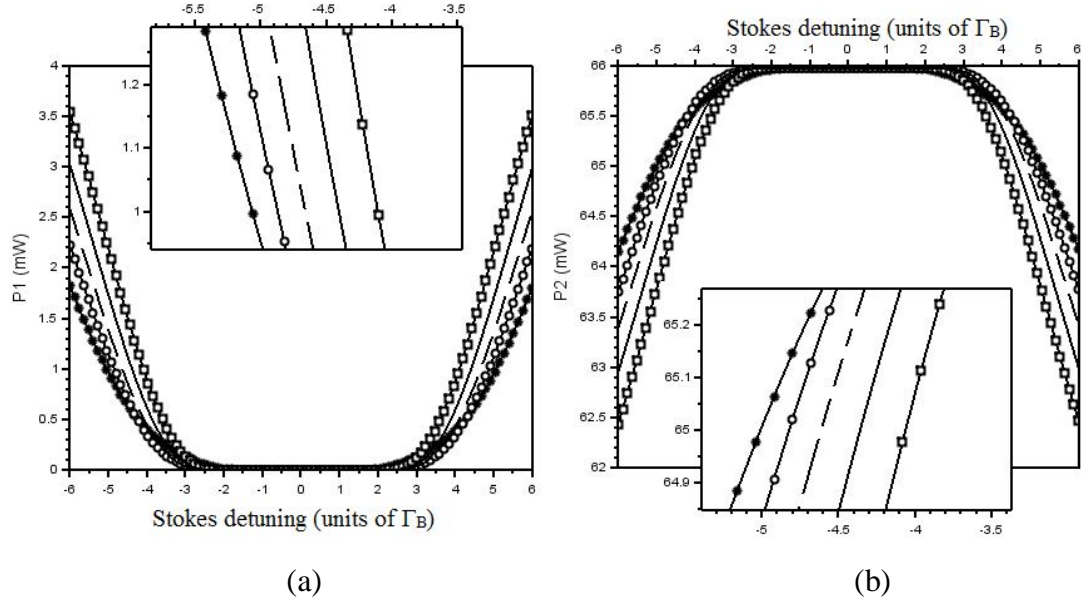 -5.5 -5 -4.5 -3.5
Stokes detuning (units of ΓB)
-6 -5 -4 -3 -2 -1 0 1 2 3 4 5 6
4
3.5
3
2.5
2
1.5
1
0.5
0
P1 (mW)
1.2
1.1
1
-6 -5 -4 -3 -2 -1 0 1 2 3 4 5 6
Stokes detuning (units of ΓB)
66
65.5
65
64.5
64
63.5
63
62.5
62
P2 (mW)
65.2
65.1
65
64.9
-5 -4.5 -4 -3.5
(a) (b)